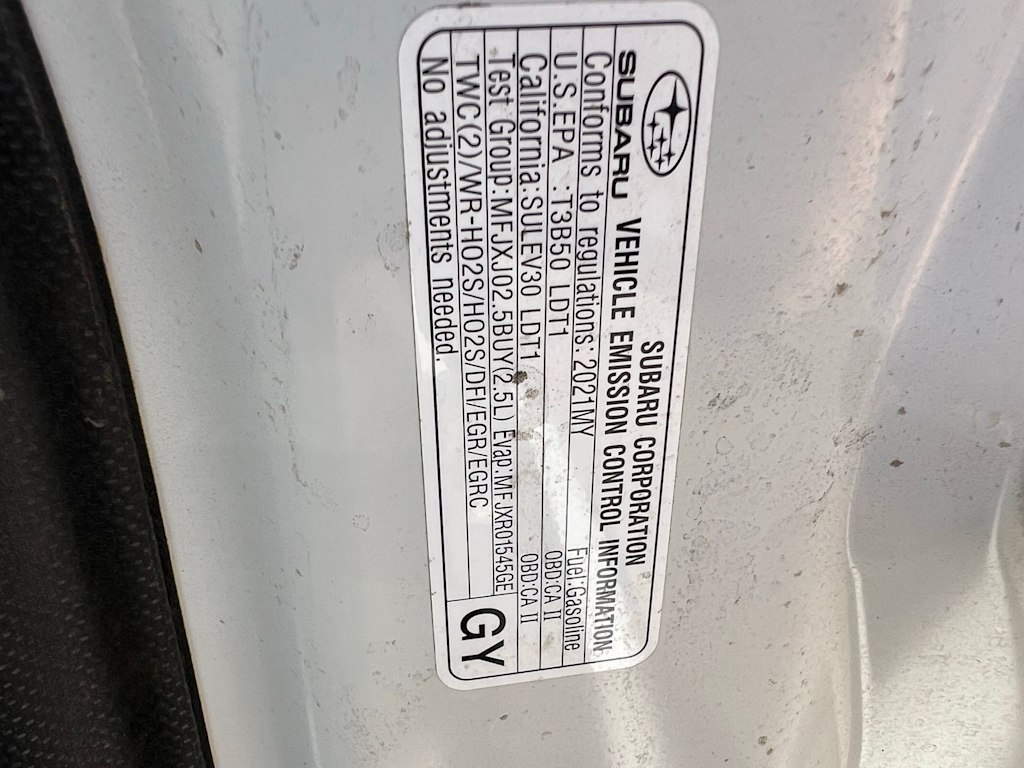 SUBARU CORPORATION
SUBARU VEHICLE EMISSION CONTROL INFORMATION
Conforms to regulations: 2021MY Fuel:Gasoline
U.S.EPA :T3B50 LDT1 OBD:CA II
California:SULEV30 LDT1 OBD:CA II
Test Group:MFJXJ02.5BUY(2.5L) Evap:MFJXR01545GE
TWC(2)/WR-HO2S/HO2S/DFI/EGR/EGRC
No adjustments needed.
GY